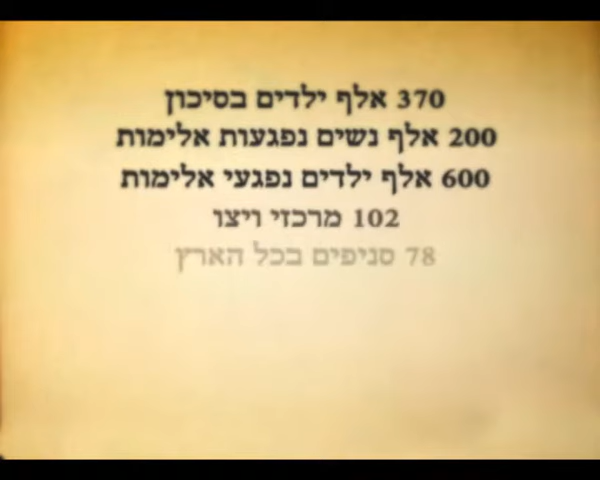 370 אלף ילדים בסיכון
200 אלף נשים נפגעות אלימות
600 אלף ילדים נפגעי אלימות
102 מרכזי ויצו
78 סניפים בכל הארץ